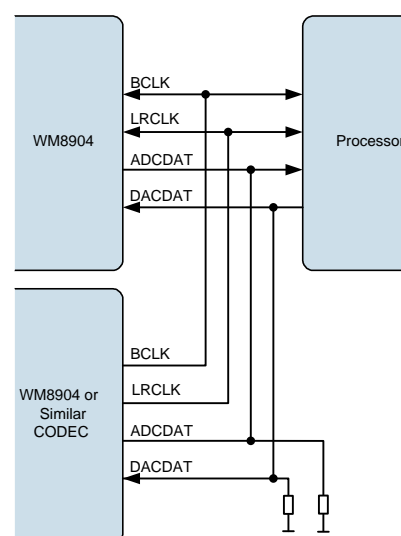 BCLK
LRCLK
WM8904
Processor
ADCDAT
DACDAT
BCLK
WM8904 or
Similar
CODEC
LRCLK
ADCDAT
DACDAT